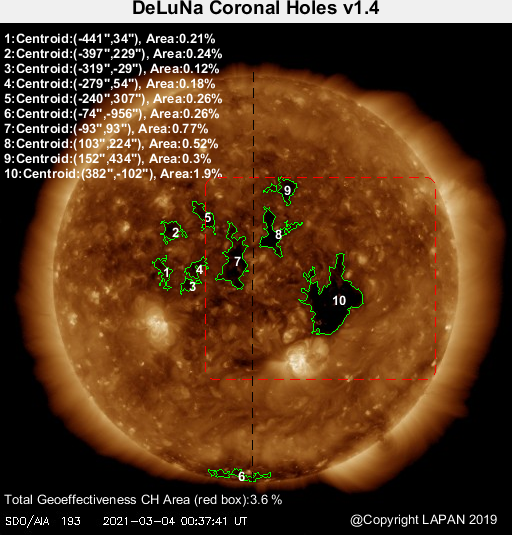 DeLuNa Coronal Holes v1.4
1:Centroid:(-441",34"), Area:0.21%
2:Centroid:(-397",229"), Area:0.24%
3:Centroid:(-319",-29"), Area:0.12%
4:Centroid:(-279",54"), Area:0.18%
5:Centroid:(-240",307"), Area:0.26%
6:Centroid:(-74",-956"), Area:0.26%
7:Centroid:(-93",93"), Area:0.77%
8:Centroid:(103",224"), Area:0.52%
9:Centroid:(152",434"), Area:0.3%
10:Centroid:(382",-102"), Area:1.9%
9
5
2
8
7
4
1
3
10
6
Total Geoeffectiveness CH Area (red box):3.6 %
SDO/AIA 193 2021-03-04 00:37:41 UT
@Copyright LAPAN 2019